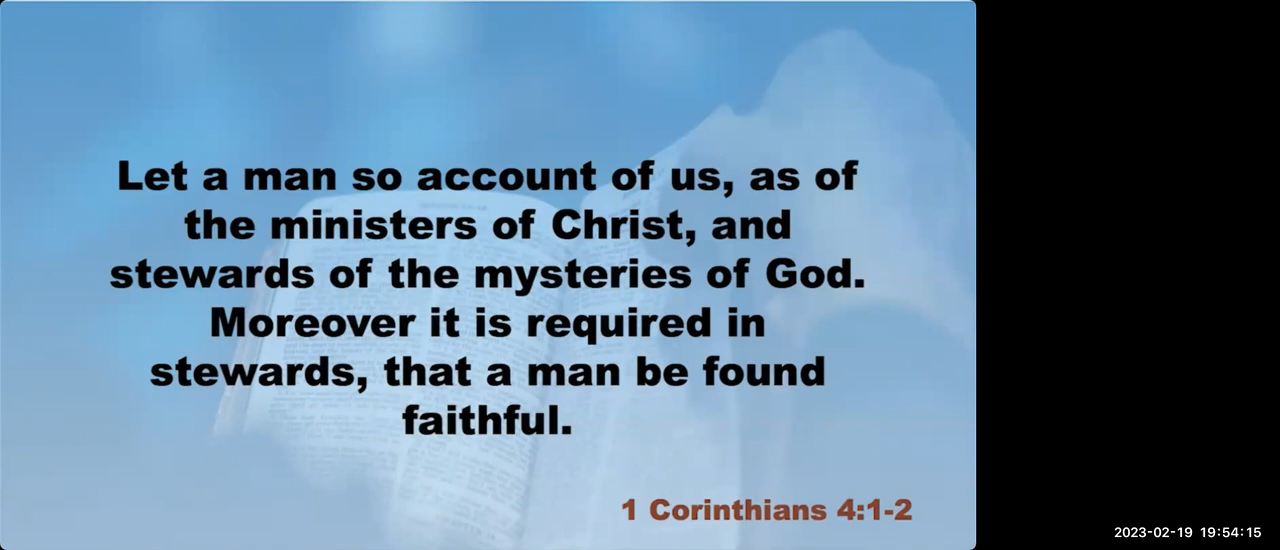 Let a man so account of us, as of
the ministers of Christ, and
stewards of the mysteries of God.
Moreover it is required in
stewards, that a man be found
faithful.
1 Corinthians 4:1-2
2023-02-19 19:54:15